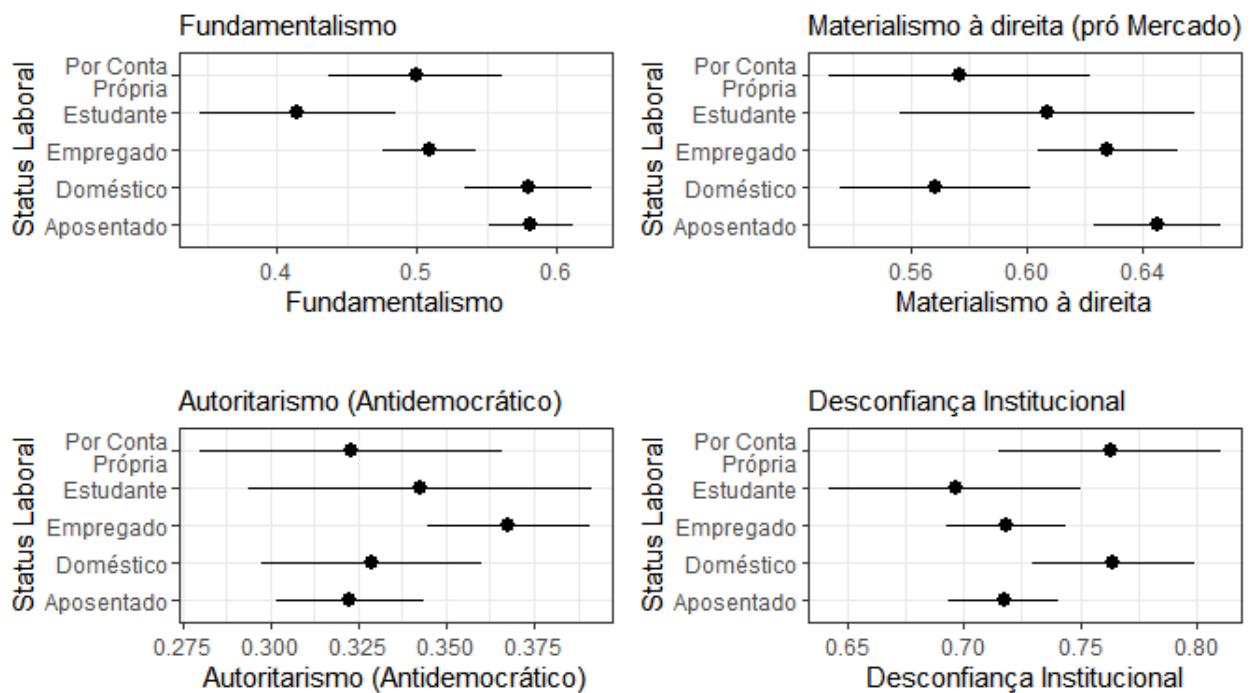 Fundamentalismo
Status Laboral
Por Conta
Própria
Estudante
Empregado
Doméstico
Aposentado
0.4 0.5 0.6
Fundamentalismo
Materialismo à direita (pró Mercado)
Status Laboral
Por Conta
Própria
Estudante
Empregado
Doméstico
Aposentado
0.56 0.60 0.64
Materialismo à direita
Autoritarismo (Antidemocrático)
Status Laboral
Por Conta
Própria
Estudante
Empregado
Doméstico
Aposentado
0.275 0.300 0.325 0.350 0.375
Autoritarismo (Antidemocrático)
Desconfiança Institucional
Status Laboral
Por Conta
Própria
Estudante
Empregado
Doméstico
Aposentado
0.65 0.70 0.75 0.80
Desconfiança Institucional